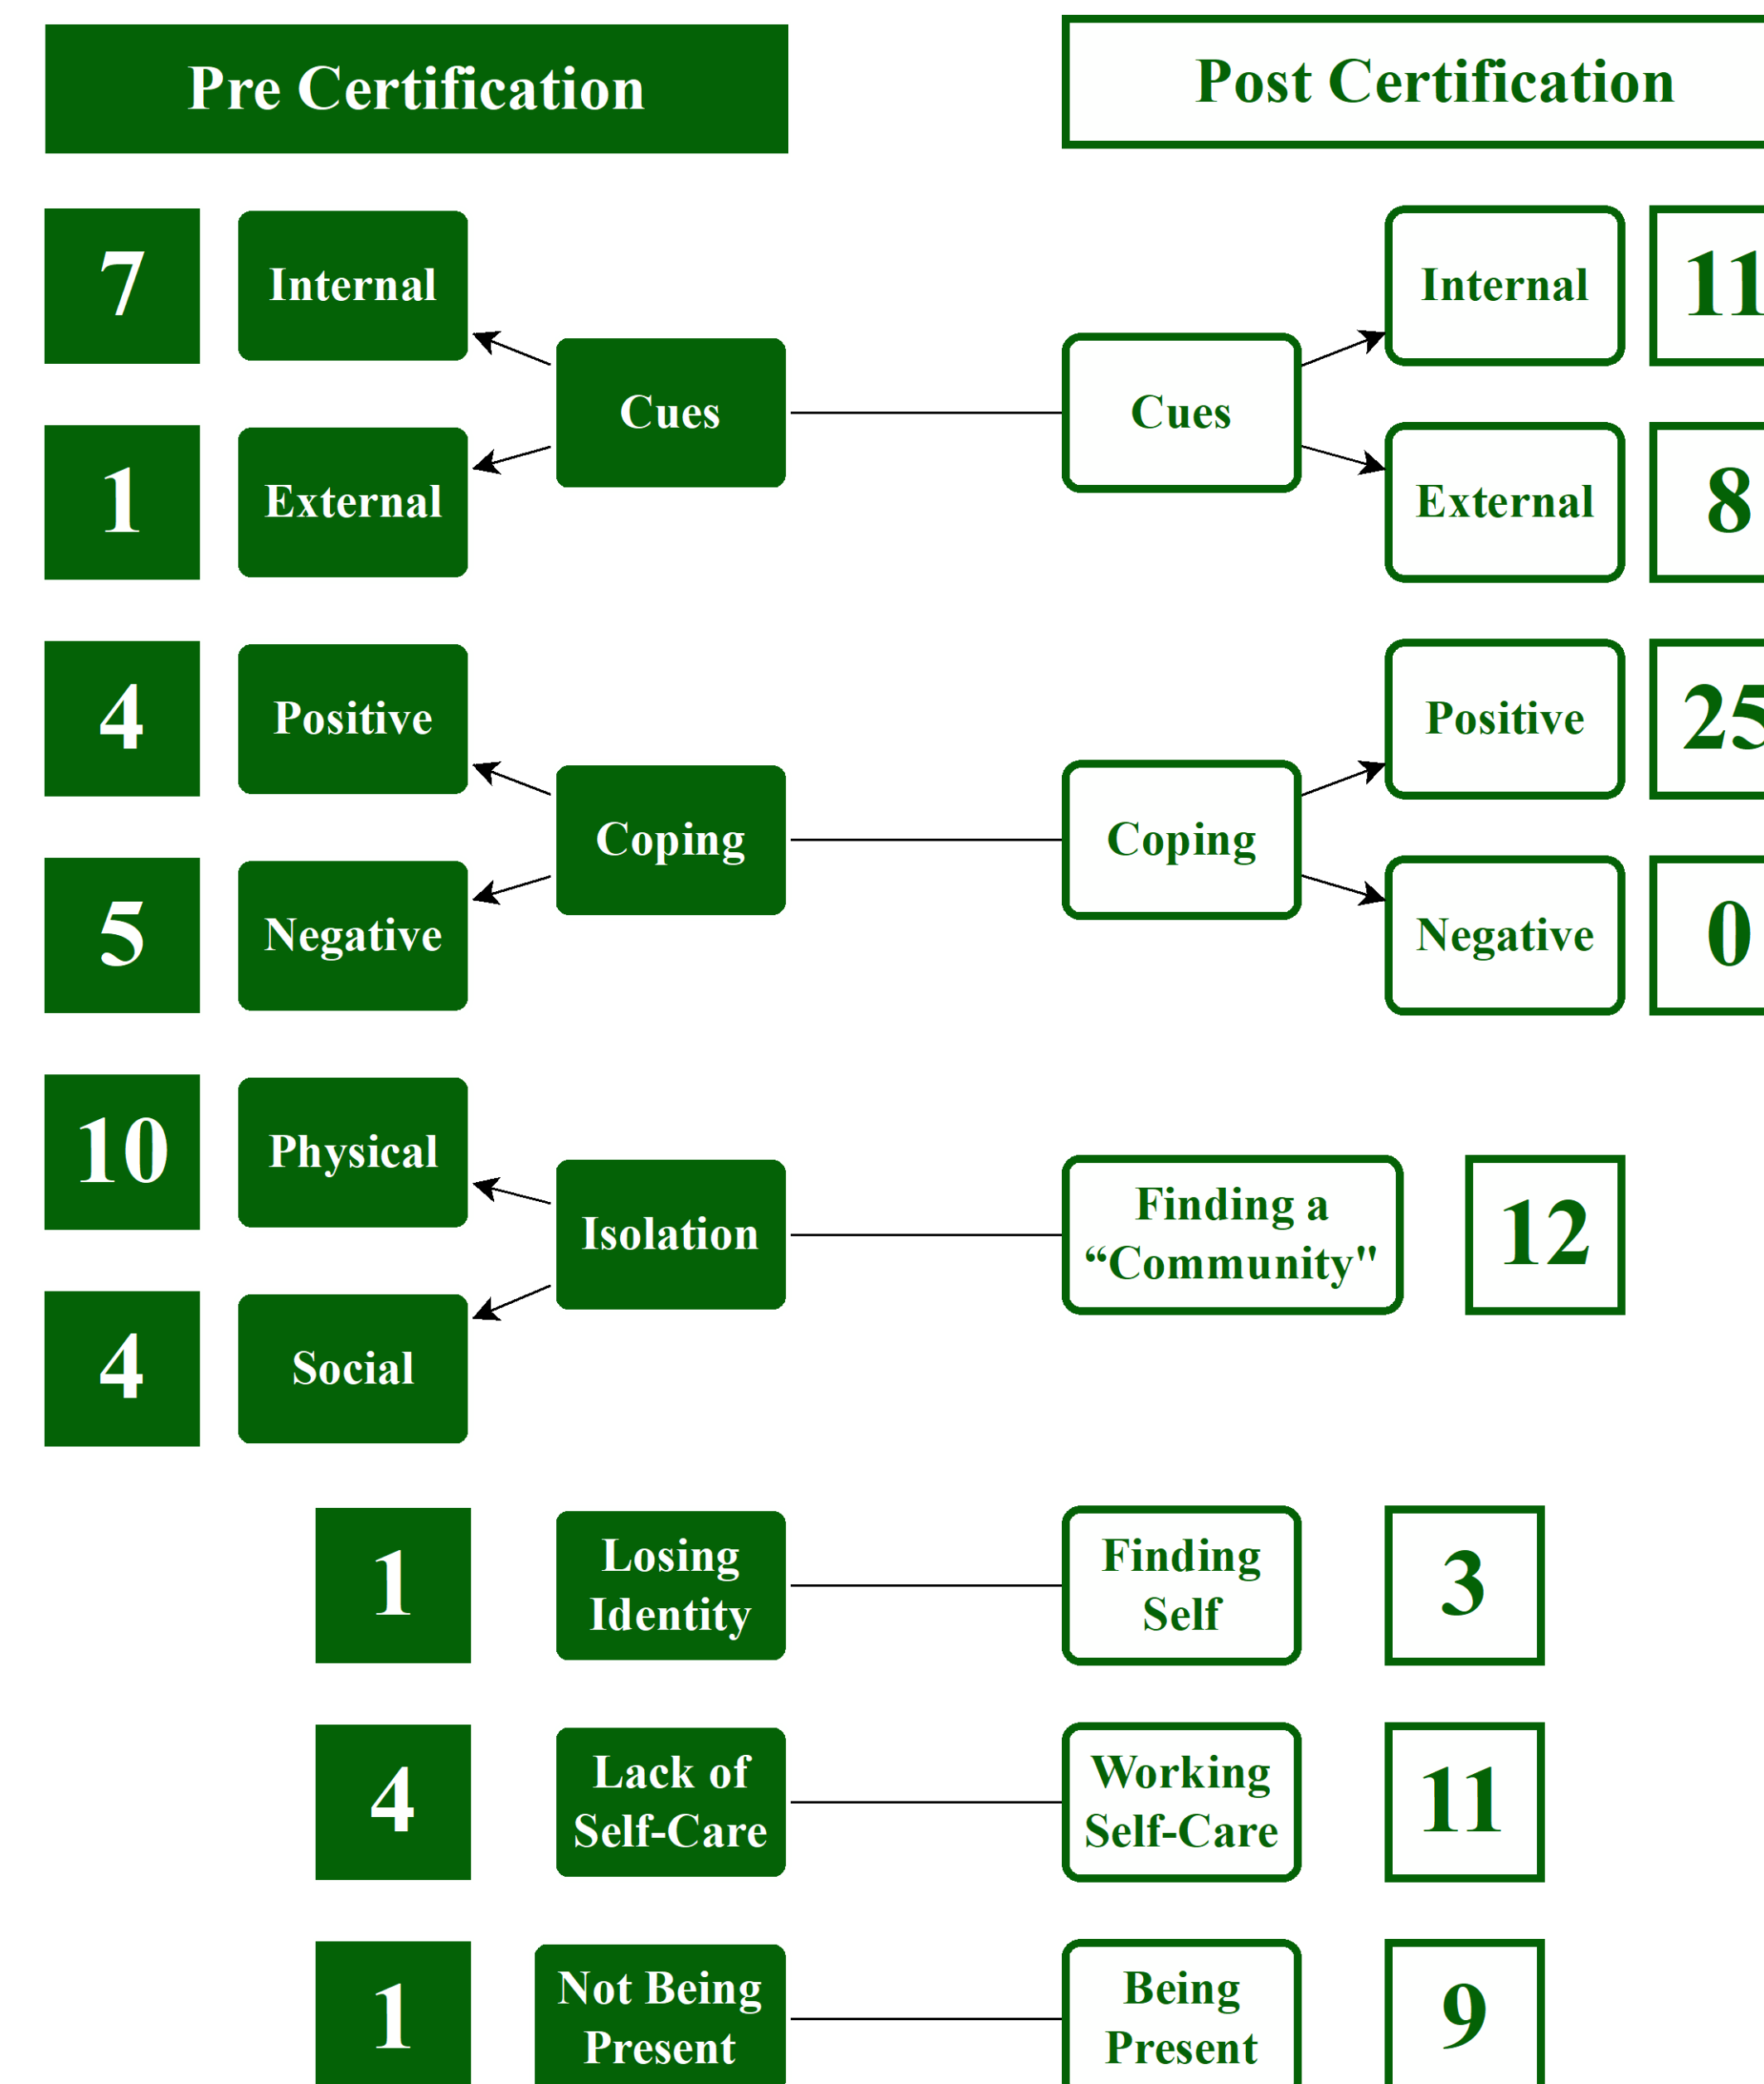 Pre Certification
Post Certification
7
Internal
Internal
11
Cues
Cues
1
External
External
8
4
Positive
Positive
25
Coping
Coping
5
Negative
Negative
0
10
Physical
Isolation
Finding a
“Community"
12
4
Social
1
Losing
Identity
Finding
Self
3
4
Lack of
Self-Care
Working
Self-Care
11
1
Not Being
Present
Being
Present
9